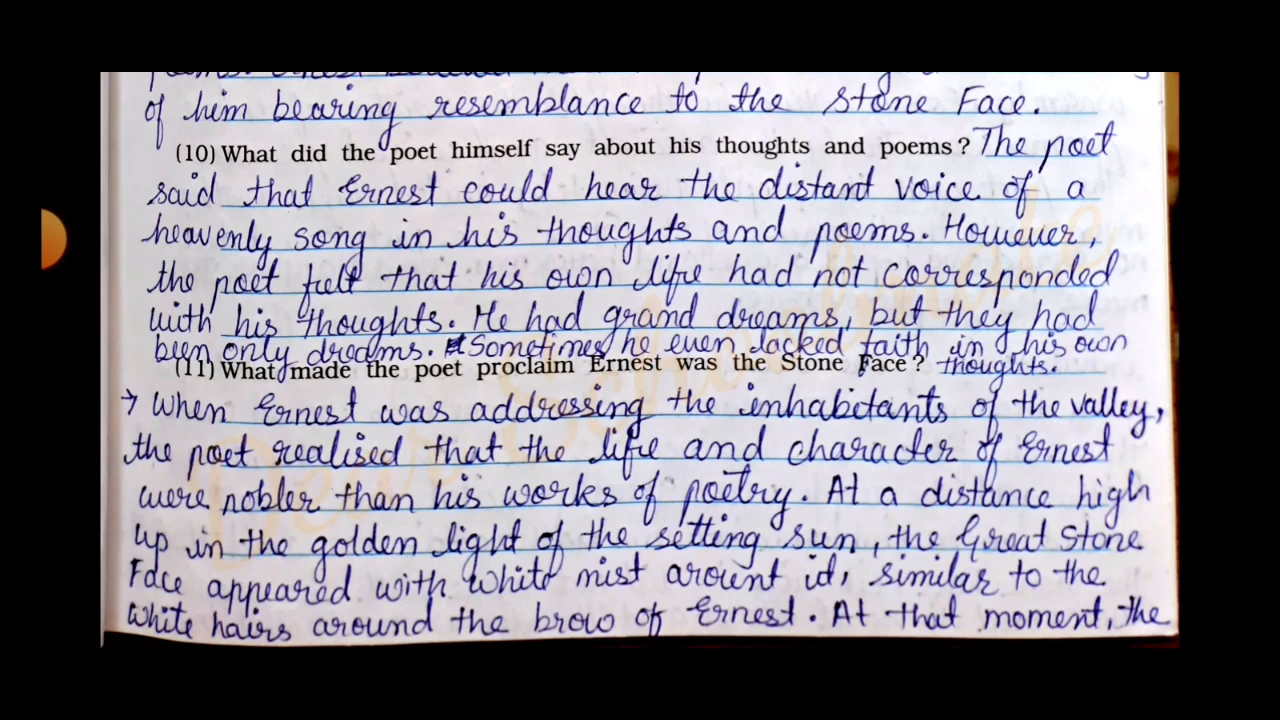 of him bearing resemblance to the Stone Face.
(10) What did the poet himself say about his thoughts and poems? The poet
said that Ernest could hear the distant voice of a
heavenly song in his thoughts and poems. However,
the poet felt that his own life had not corresponded
with his thoughts. He had grand dreams, but they had
been only dreams. Sometimes he even lacked faith in his own
(11) What made the poet proclaim Ernest was the Stone Face? thoughts.
→ When Ernest was addressing the inhabitants of the valley,
the poet realised that the life and character of Ernest
were nobler than his works of poetry. At a distance high
up in the golden light of the setting sun, the Great Stone
Face appeared with white mist arount it, similar to the
white hairs around the brow of Ernest. At that moment, the